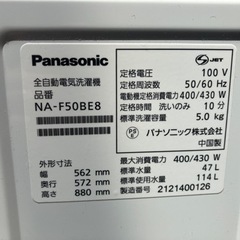 Panasonic
全自動電気洗濯機
品番
NA-F50BE8
外形寸法
幅 562 mm
奥行 572 mm
高さ 880 mm
JET
定格電圧 100 V
定格周波数 50/60 Hz
電動機定格消費電力 400/430 W
定格時間 洗いのみ 10 分
標準洗濯容量 5.0 kg
PS E
パナソニック株式会社
中国製
最大消費電力 400/430 W
標準水量 47 L
標準使用水量 114 L
製造番号 2121400126